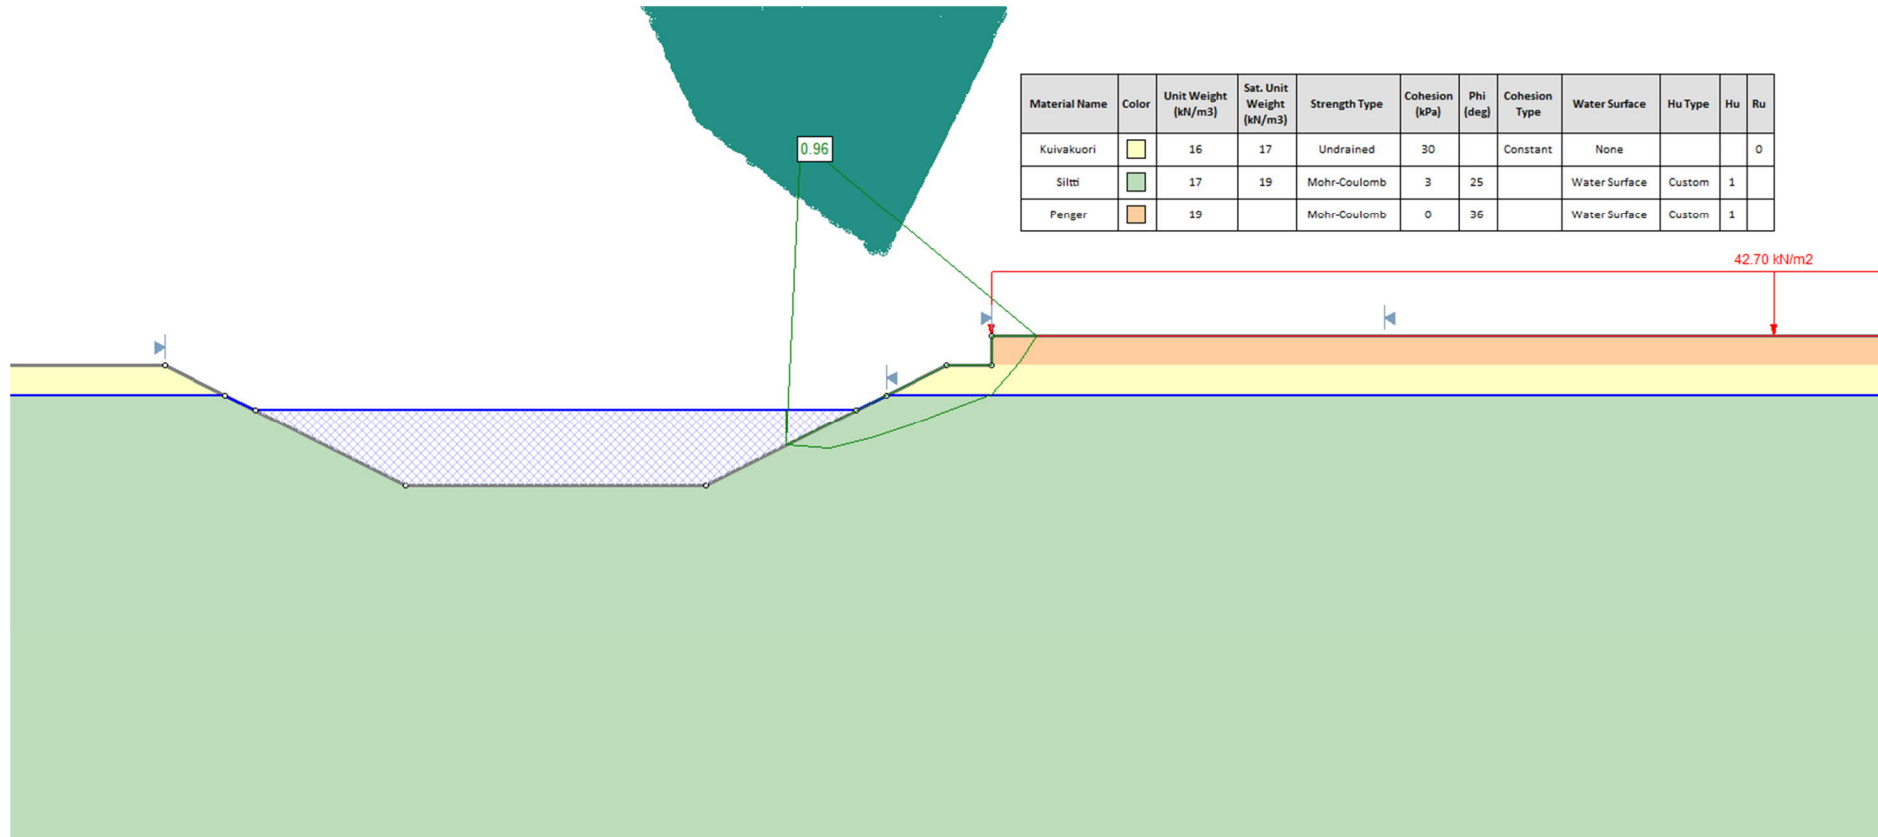 0.96
Material Name Color Unit Weight (kN/m3) Sat. Unit Weight (kN/m3) Strength Type Cohesion (kPa) Phi (deg) Cohesion Type Water Surface Hu Type Hu Ru
Kuivakuori 16 17 Undrained 30 Constant None 0
Siltti 17 19 Mohr-Coulomb 3 25 Water Surface Custom 1
Penger 19 Mohr-Coulomb 0 36 Water Surface Custom 1
42.70 kN/m2